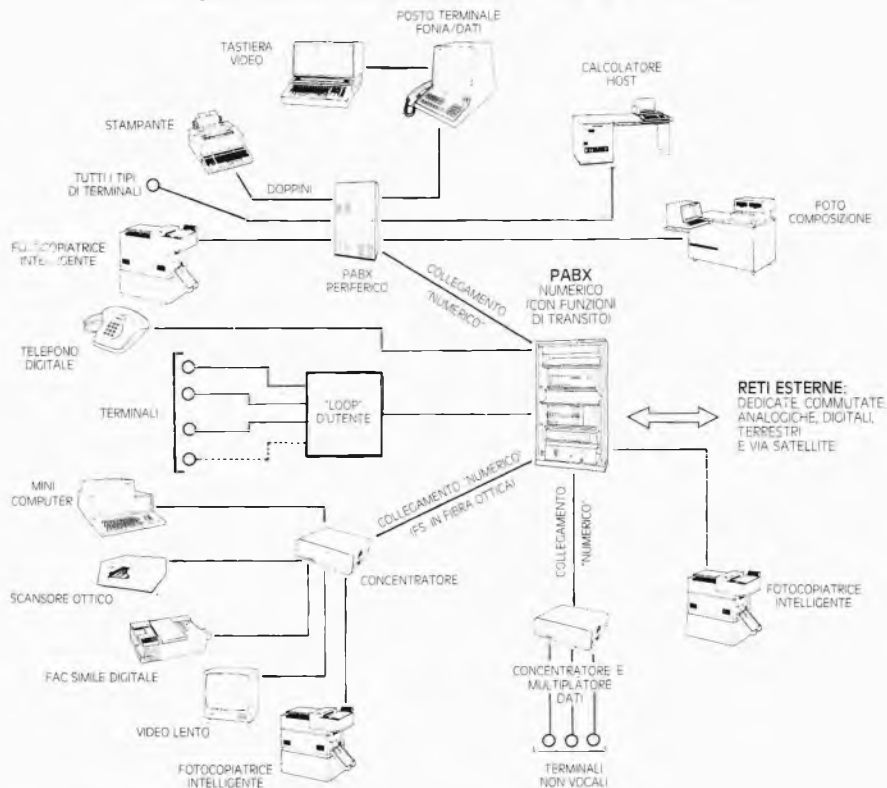 POSTO TERMINALE
FONIA/DATI
TASTIERA
VIDEO
CALCOLATORE
HOST
STAMPANTE
TUTTI I TIPI
DI TERMINALI
DOPPINI
FOTO
COMPOSIZIONE
INTELLIGENTE
PABX
PERIFERICO
COLLEGAMENTO
"NUMERICO"
PABX
NUMERICO
(CON FUNZIONI
DI TRANSITO)
TELEFONO
DIGITALE
TERMINALI
"LOOP"
D'UTENTE
RETI ESTERNE:
DEDICATE, COMMUTATE,
ANALOGICHE, DIGITALI,
TERRESTRI
E VIA SATELLITE
MINI
COMPUTER
COLLEGAMENTO "NUMERICO"
(ES. IN FIBRA OTTICA)
COLLEGAMENTO
"NUMERICO"
SCANSORE OTTICO
CONCENTRATORE
FOTOCOPIATRICE
INTELLIGENTE
FAC SIMILE DIGITALE
CONCENTRATORE E
MULTIPLATORE
DATI
VIDEO LENTO
FOTOCOPIATRICE
INTELLIGENTE
TERMINALI
NON VOCALI